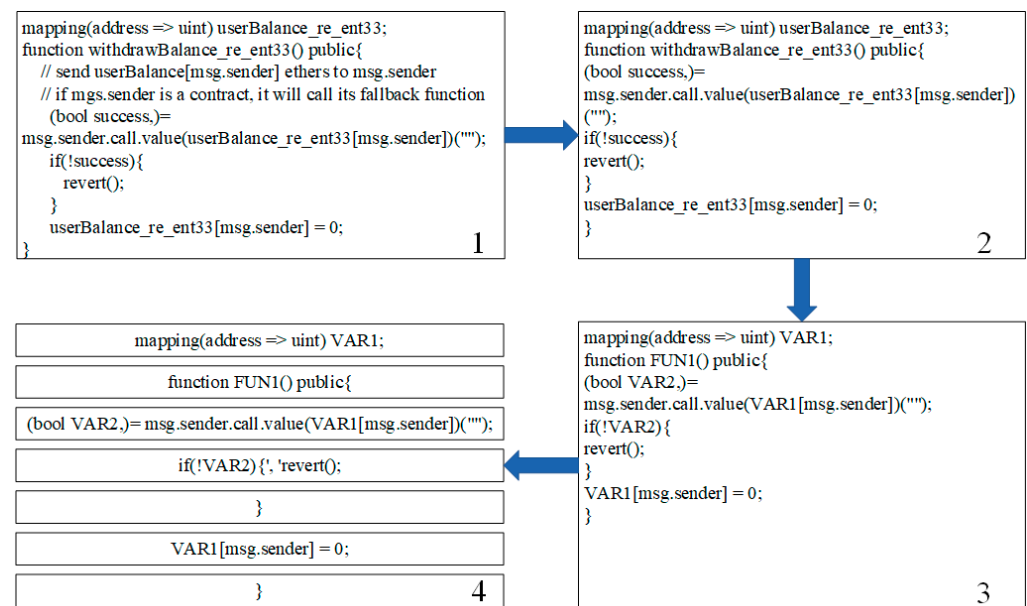 mapping(address => uint) userBalance_re_ent33;
function withdrawBalance_re_ent33() public{
// send userBalance[msg.sender] ethers to msg.sender
// if mgs.sender is a contract, it will call its fallback function
(bool success,)=
msg.sender.call.value(userBalance_re_ent33[msg.sender])("");
if(!success){
revert();
}
userBalance_re_ent33[msg.sender] = 0;
}
1
mapping(address => uint) userBalance_re_ent33;
function withdrawBalance_re_ent33() public{
(bool success,)=
msg.sender.call.value(userBalance_re_ent33[msg.sender])
("");
if(!success){
revert();
}
userBalance_re_ent33[msg.sender] = 0;
}
2
mapping(address => uint) VAR1;
function FUN1() public{
(bool VAR2,)=
msg.sender.call.value(VAR1[msg.sender])("");
if(!VAR2){
revert();
}
VAR1[msg.sender] = 0;
}
3
mapping(address => uint) VAR1;
function FUN1() public{
(bool VAR2,)= msg.sender.call.value(VAR1[msg.sender])("");
if(!VAR2){', 'revert();
}
VAR1[msg.sender] = 0;
}
4